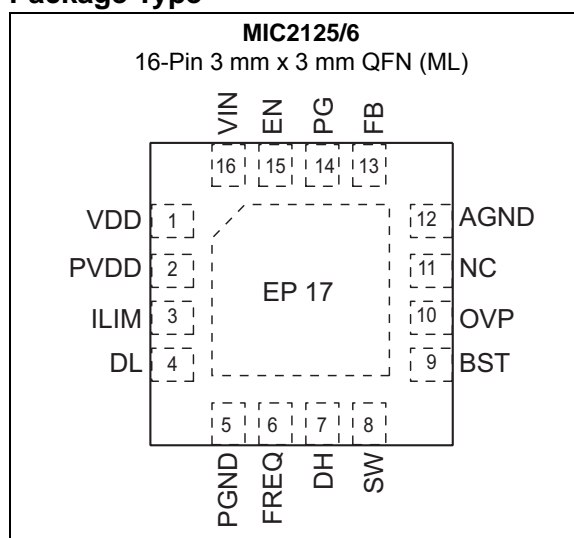 Package Type
MIC2125/6
16-Pin 3 mm x 3 mm QFN (ML)
VIN EN PG FB
16 15 14 13
VDD 1 12 AGND
PVDD 2 11 NC
EP 17
ILIM 3 10 OVP
DL 4 9 BST
5 6 7 8
PGND FREQ DH SW